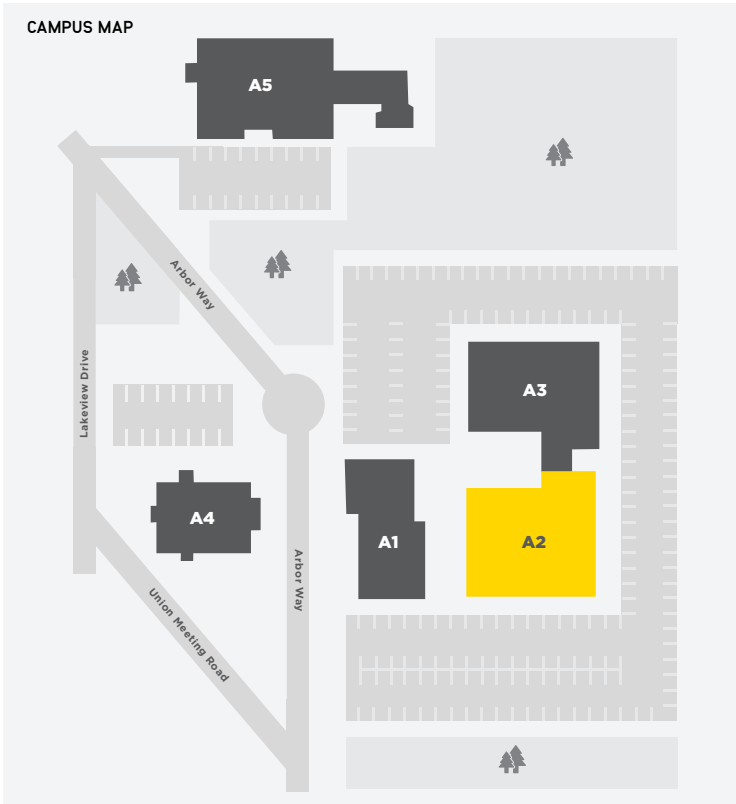 CAMPUS MAP
A5
Arbor Way
Lakeview Drive
A3
A4
A1
A2
Arbor Way
Union Meeting Road